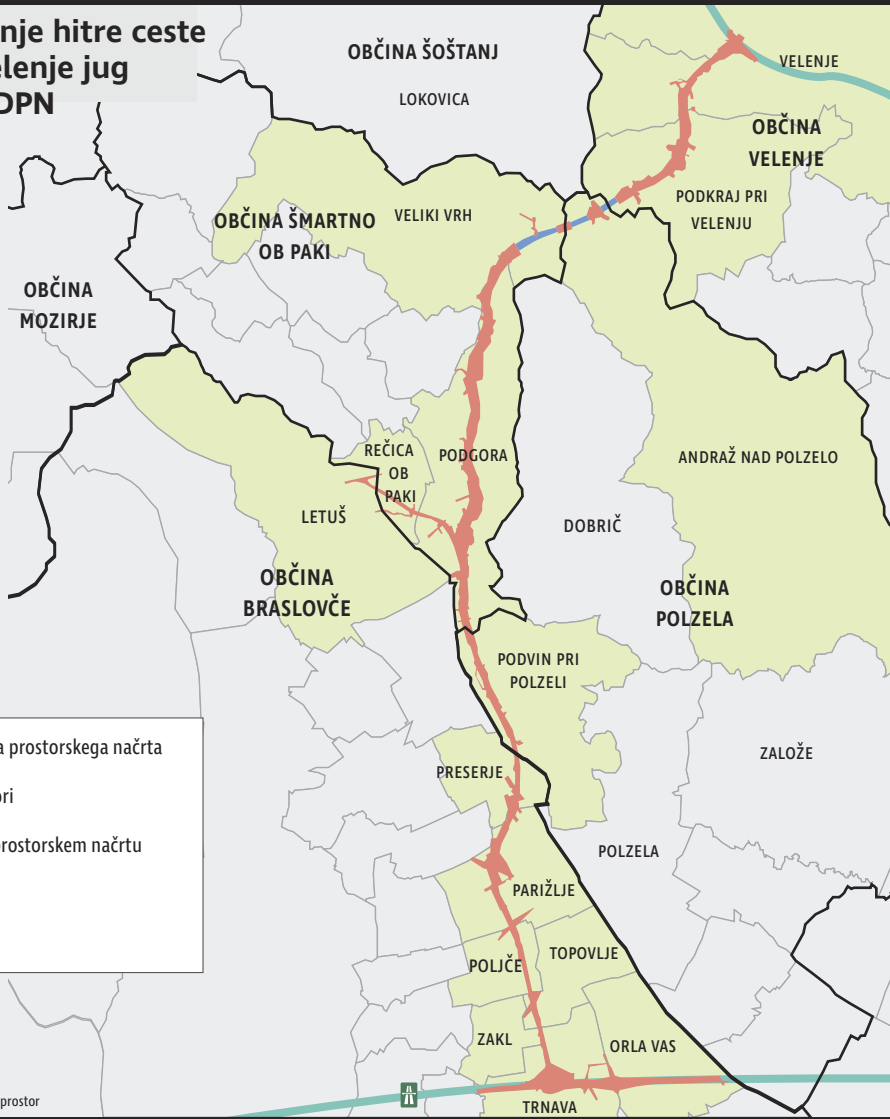 nje hitre ceste
elenje jug
DPN
OBČINA ŠOŠTANJ
LOKOVICA
VELENJE
OBČINA
VELENJE
PODKRAJ PRI
VELENJU
OBČINA ŠMARTNO
OB PAKI
VELIKI VRH
OBČINA
MOZIRJE
REČICA
OB
PAKI
PODGORA
ANDRAŽ NAD POLZELO
LETUŠ
DOBRIČ
OBČINA
BRASLOVČE
OBČINA
POLZELA
PODVIN PRI
POLZELI
a prostorskega načrta
ori
prostorskem načrtu
PRESERJE
ZALOŽE
POLZELA
PARIŽLJE
POLJČE
TOPOVLJE
ZAKL
ORLA VAS
TRNAVA
prostor